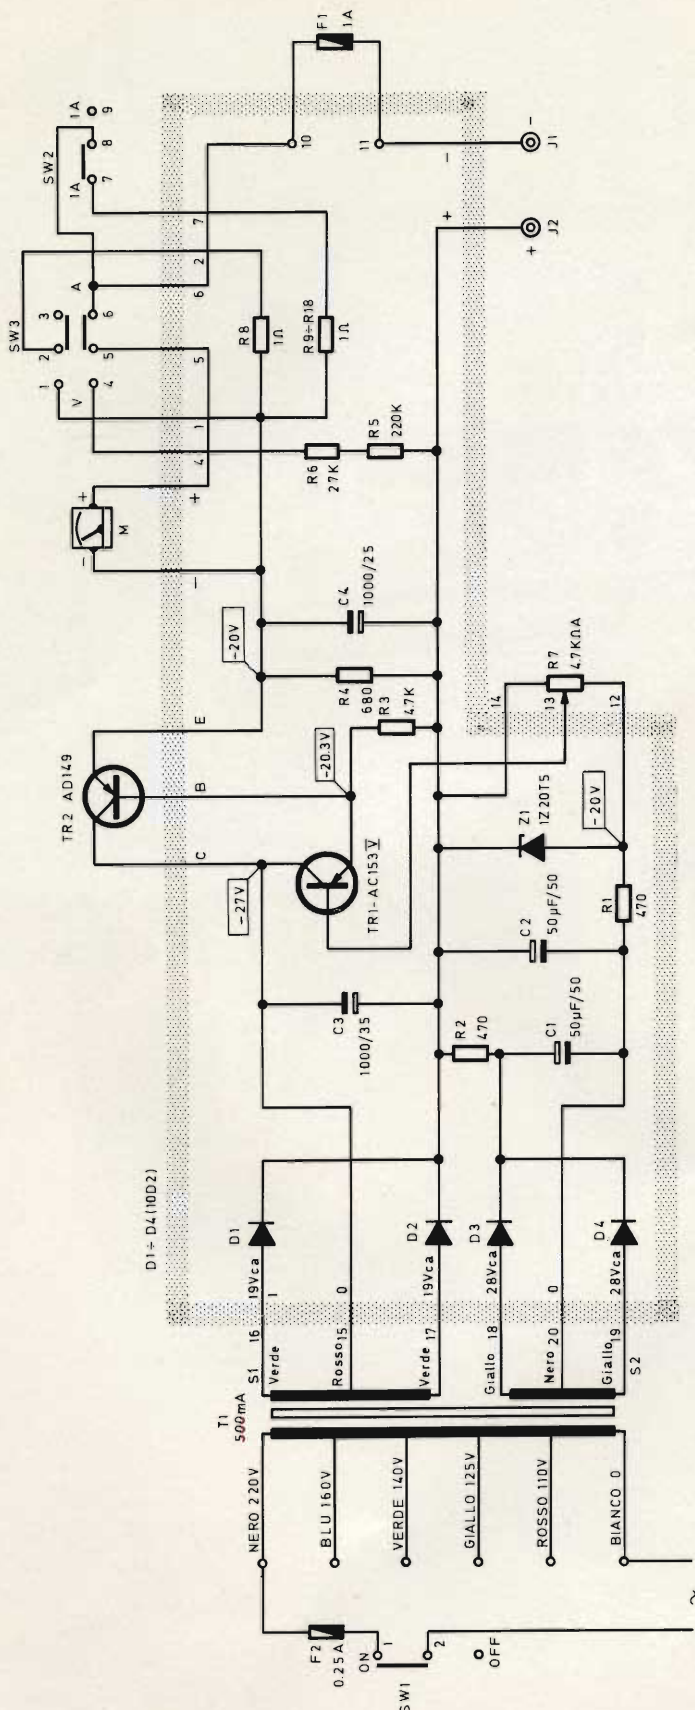 SW1
ON
1
2
OFF
F2
0.25A
NERO 220V
BLU 160V
VERDE 140V
GIALLO 125V
ROSSO 110V
BIANCO 0
T1
500mA
S1
16
19Vca
Verde
1
Rosso 15
0
Verde 17
19Vca
Giallo 18
28Vca
Nero 20
0
Giallo 19
28Vca
S2
D1÷ D4 (10D2)
D1
D2
D3
D4
C3
1000/35
R2
470
C1
50µF/50
C2
50µF/50
R1
470
-27V
TR1-AC153V
TR2 AD149
C
B
E
-20.3V
-20V
Z1
1Z20T5
-20V
R3
4.7K
R4
680
R7
4.7KΩA
14
13
12
C4
1000/25
M
-
+
-
+
R6
27K
R5
220K
R8
1Ω
R9÷R18
1Ω
SW3
1
2
3
V
A
4
5
6
4
1
5
6
2
7
SW2
1A
7
8
1A
9
10
11
F1
1A
+
-
J2
+
J1
-